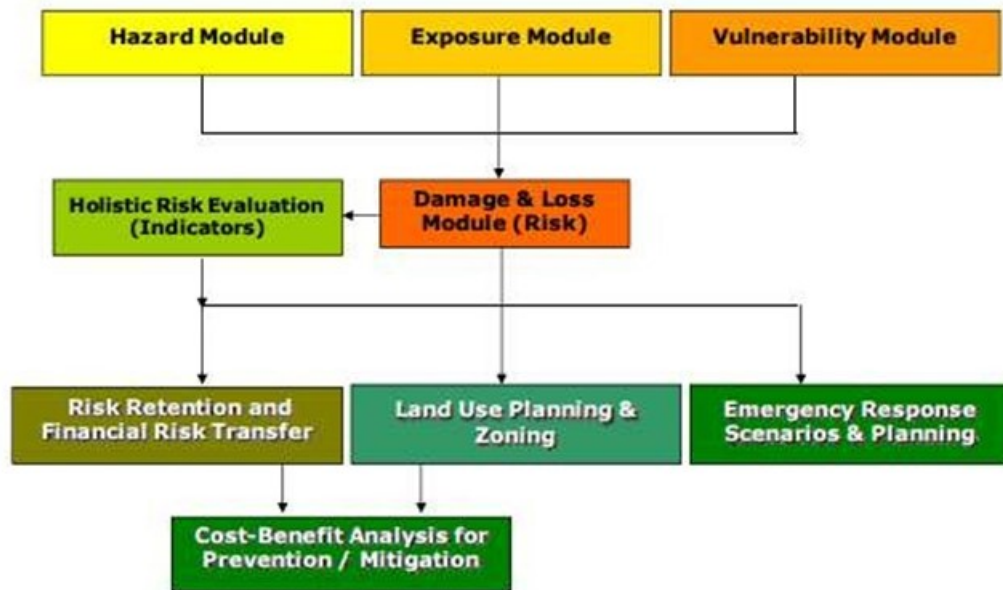 Hazard Module
Exposure Module
Vulnerability Module
Holistic Risk Evaluation
(Indicators)
Damage & Loss
Module (Risk)
Risk Retention and
Financial Risk Transfer
Land Use Planning &
Zoning
Emergency Response
Scenarios & Planning
Cost-Benefit Analysis for
Prevention / Mitigation